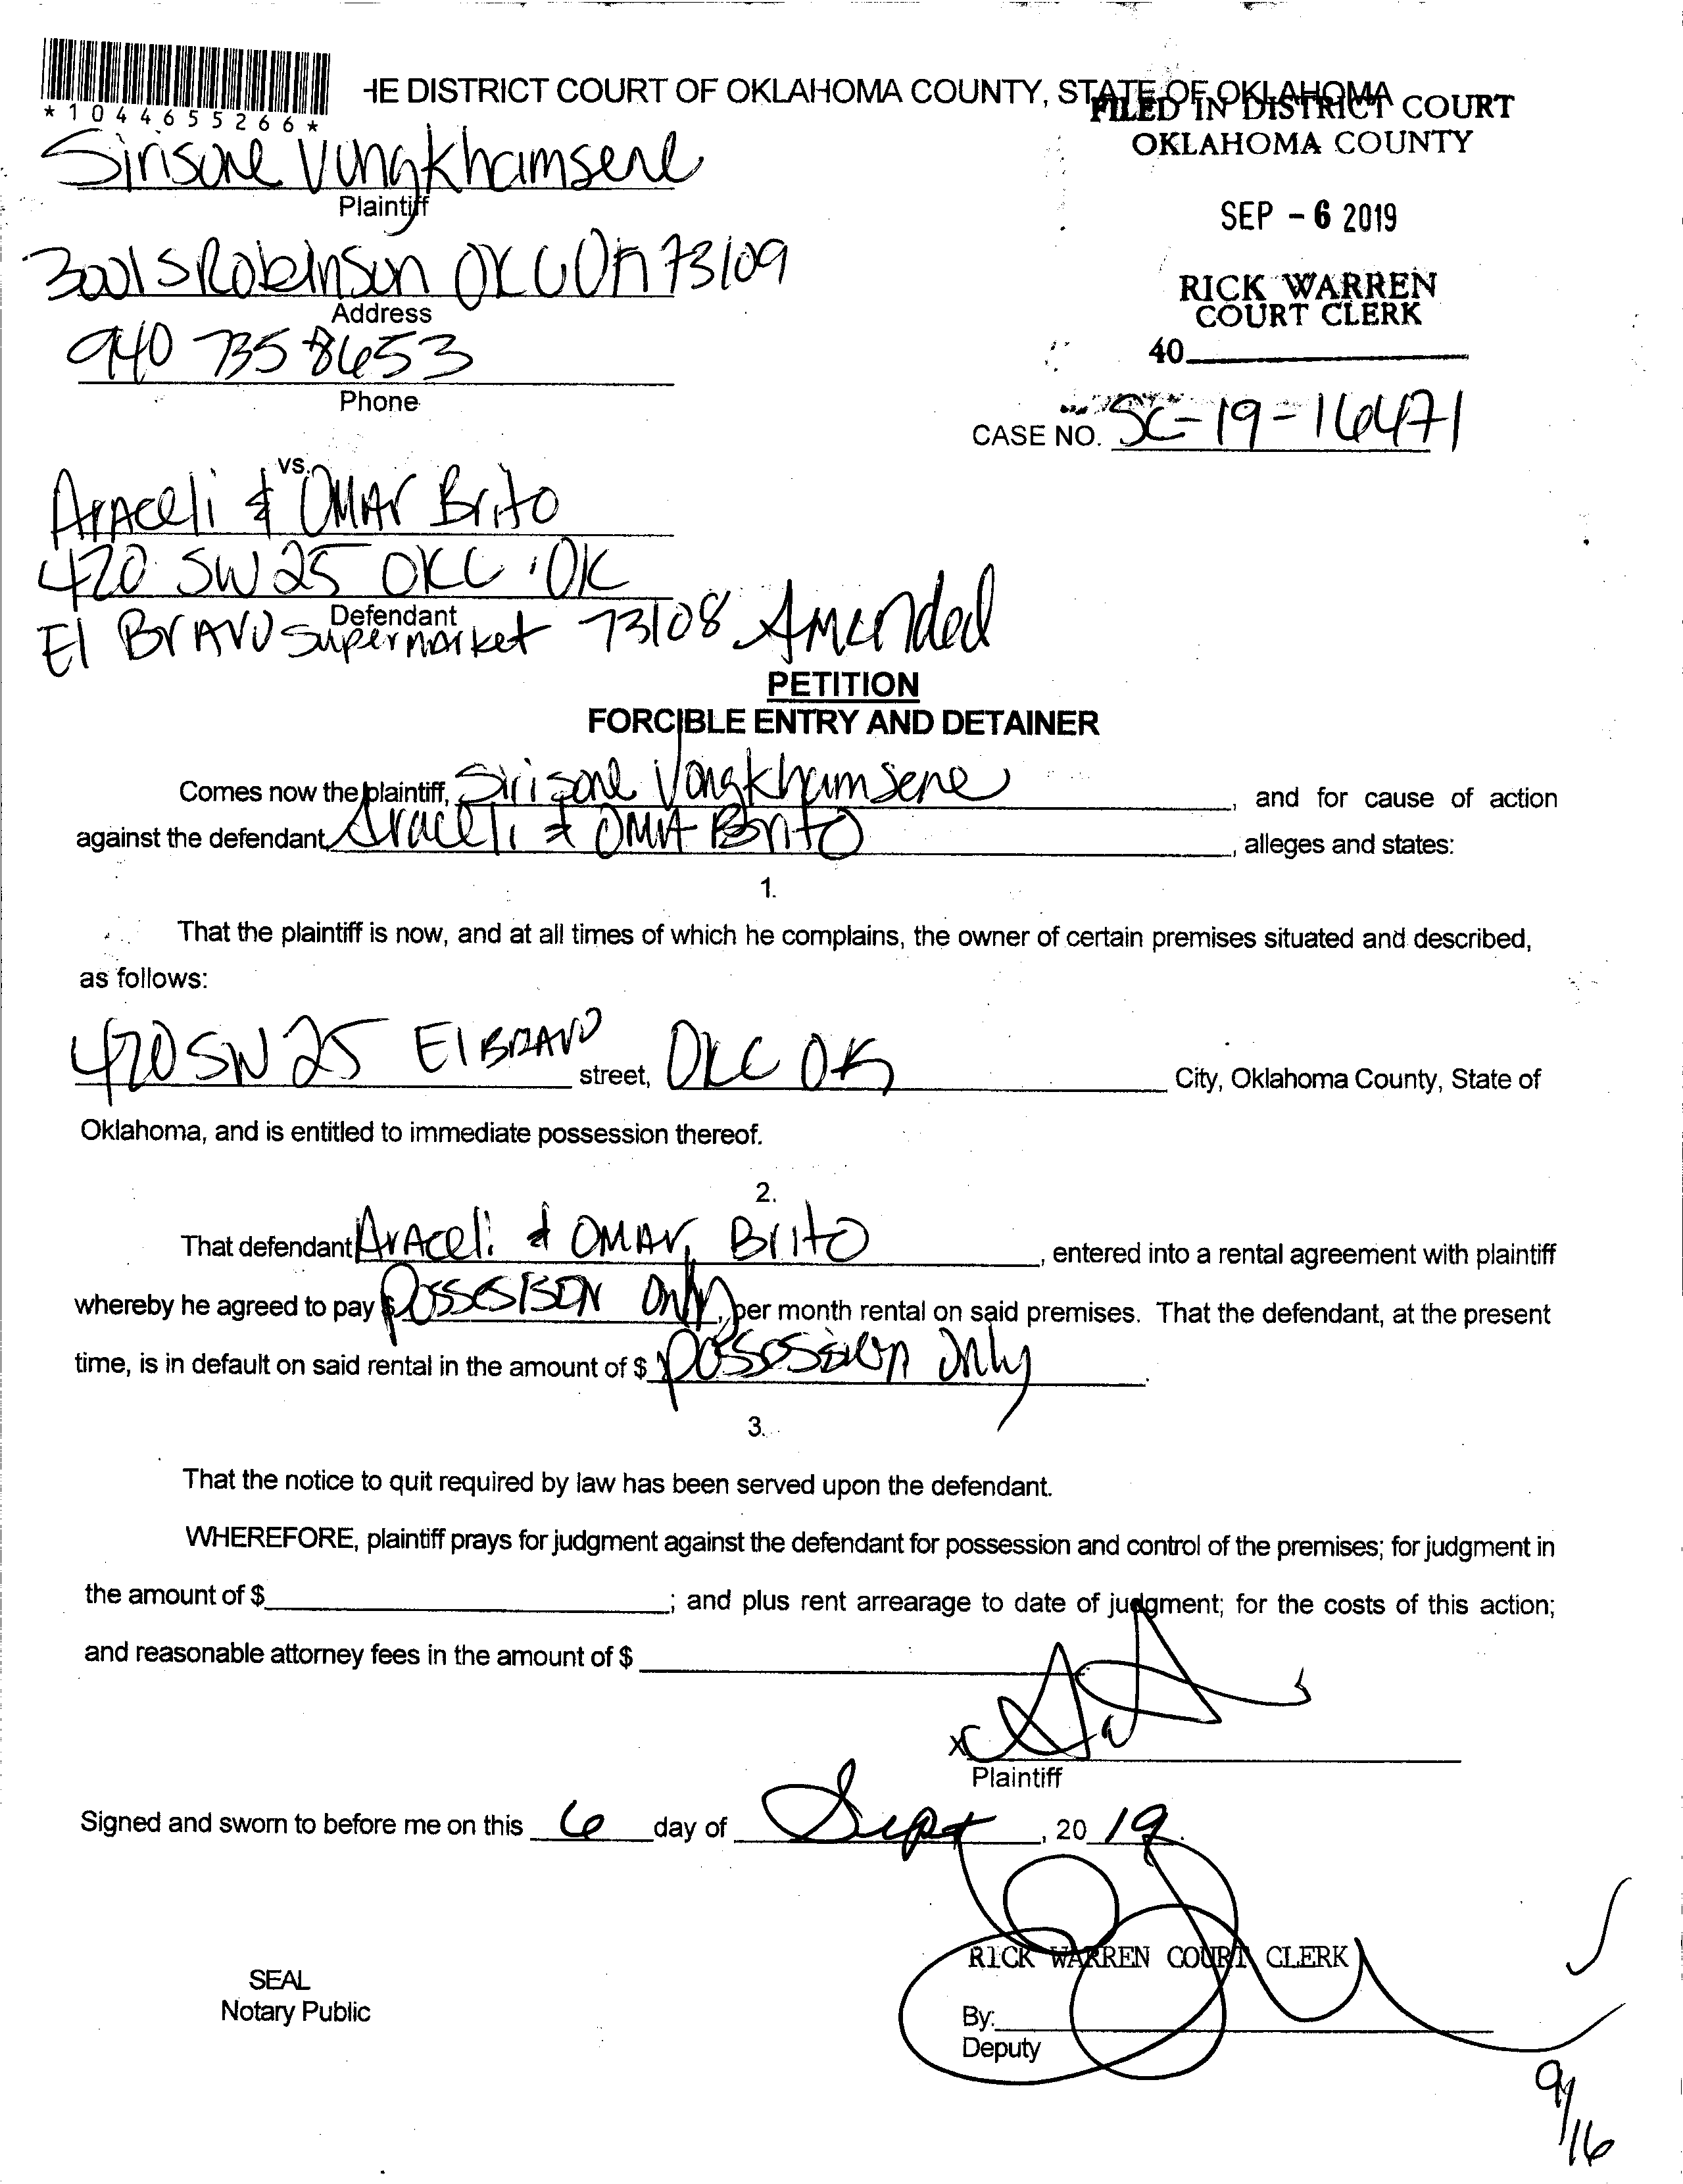 *1044655266*
HE DISTRICT COURT OF OKLAHOMA COUNTY, STATE OF OKLAHOMA
FILED IN DISTRICT COURT
OKLAHOMA COUNTY
SEP - 6 2019
RICK WARREN
COURT CLERK
40
Sirisone Vongkhamsene
Plaintiff
3001 S Robinson OKC OK 73109
Address
940 735 8653
Phone
CASE NO. SC-19-16471
vs.
Araceli & OMAR Brito
420 SW 25 OKC OK
Defendant
El BRAVO Supermarket 73108 Amended
PETITION
FORCIBLE ENTRY AND DETAINER
Comes now the plaintiff, Sirisone Vongkhamsene, and for cause of action
against the defendant, Araceli & OMA Brito, alleges and states:
1.
That the plaintiff is now, and at all times of which he complains, the owner of certain premises situated and described,
as follows:
420 SW 25 El BRAVO street, OKC OK City, Oklahoma County, State of
Oklahoma, and is entitled to immediate possession thereof.
2.
That defendant Araceli & OMAR Brito, entered into a rental agreement with plaintiff
whereby he agreed to pay $ Possesison Only, per month rental on said premises. That the defendant, at the present
time, is in default on said rental in the amount of $ possession only.
3.
That the notice to quit required by law has been served upon the defendant.
WHEREFORE, plaintiff prays for judgment against the defendant for possession and control of the premises; for judgment in
the amount of $ ; and plus rent arrearage to date of judgment; for the costs of this action;
and reasonable attorney fees in the amount of $
x
Plaintiff
Signed and sworn to before me on this 6 day of Sept, 20 19.
RICK WARREN COURT CLERK
SEAL
Notary Public
By:
Deputy
9/16